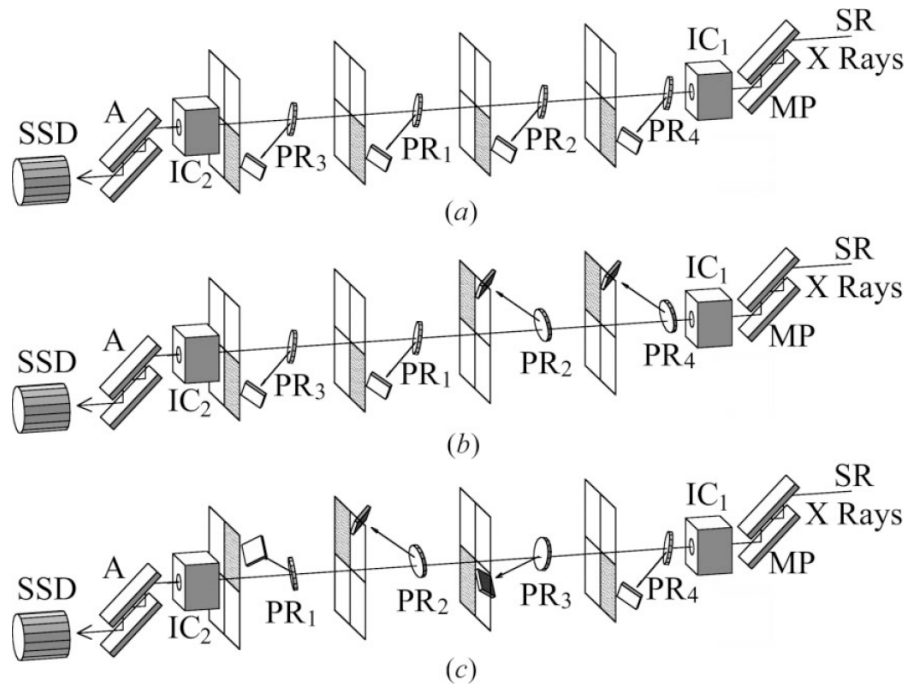 SR
IC1
X Rays
A
MP
SSD
PR4
PR2
PR1
PR3
IC2
(a)
SR
IC1
X Rays
A
MP
SSD
PR4
PR2
PR1
PR3
IC2
(b)
SR
IC1
X Rays
A
MP
SSD
PR4
PR3
PR2
PR1
IC2
(c)